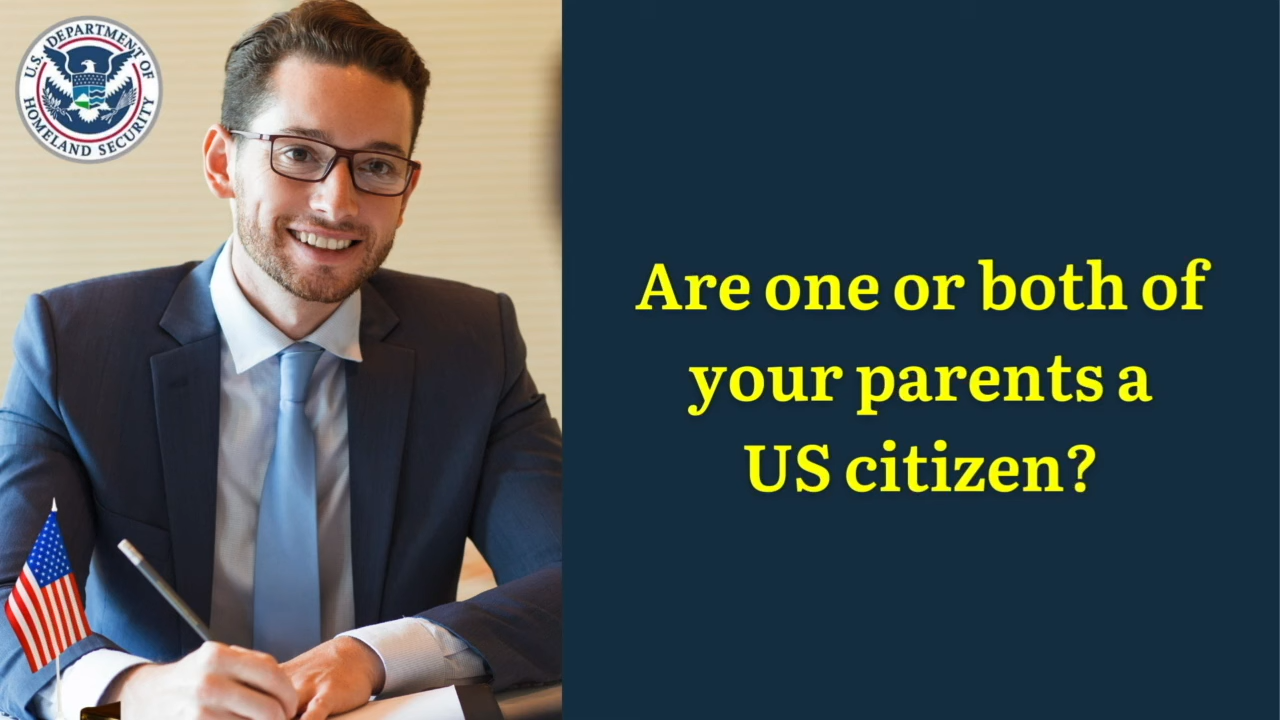 U.S. DEPARTMENT OF
HOMELAND SECURITY
Are one or both of
your parents a
US citizen?